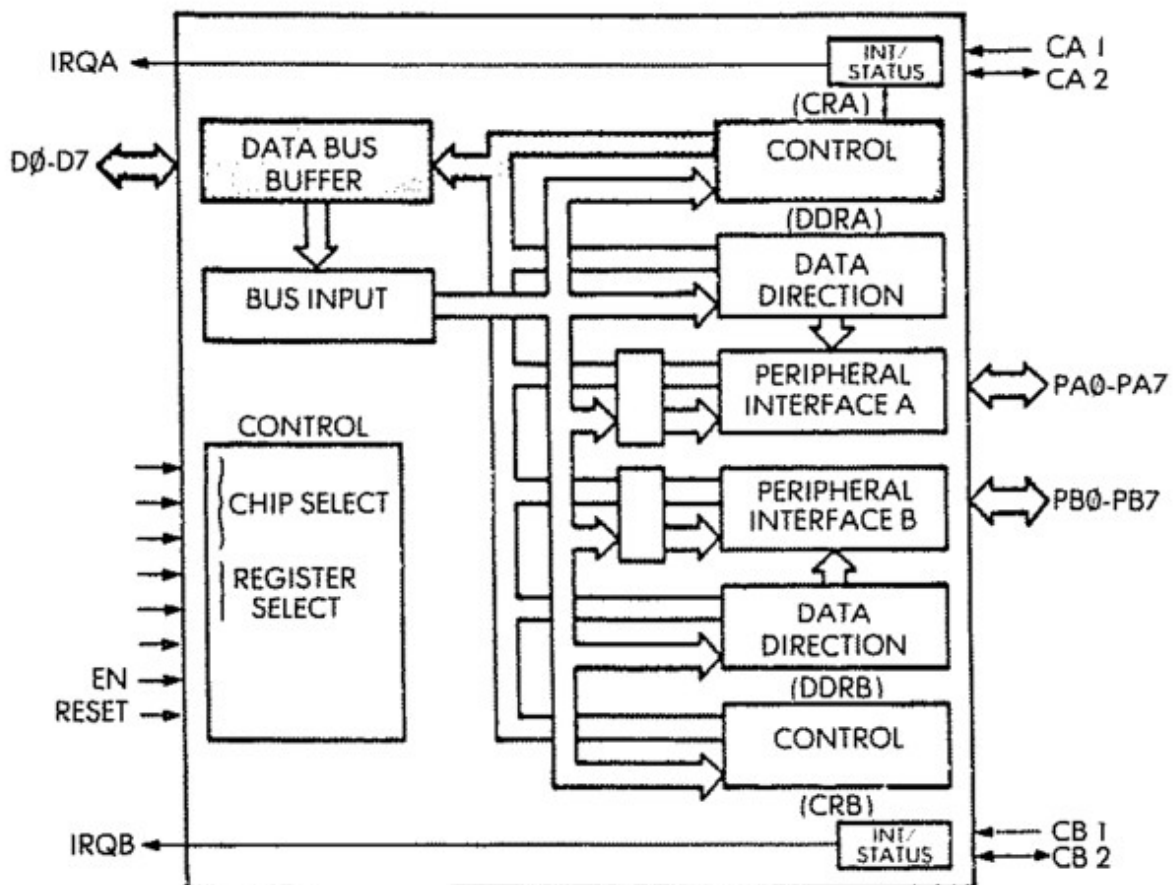 IRQA
INT/
STATUS
CA 1
CA 2
(CRA)
DØ-D7
DATA BUS
BUFFER
CONTROL
(DDRA)
BUS INPUT
DATA
DIRECTION
PERIPHERAL
INTERFACE A
PAØ-PA7
CONTROL
CHIP SELECT
PERIPHERAL
INTERFACE B
PBØ-PB7
REGISTER
SELECT
DATA
DIRECTION
EN
RESET
(DDRB)
CONTROL
(CRB)
IRQB
INT/
STATUS
CB 1
CB 2